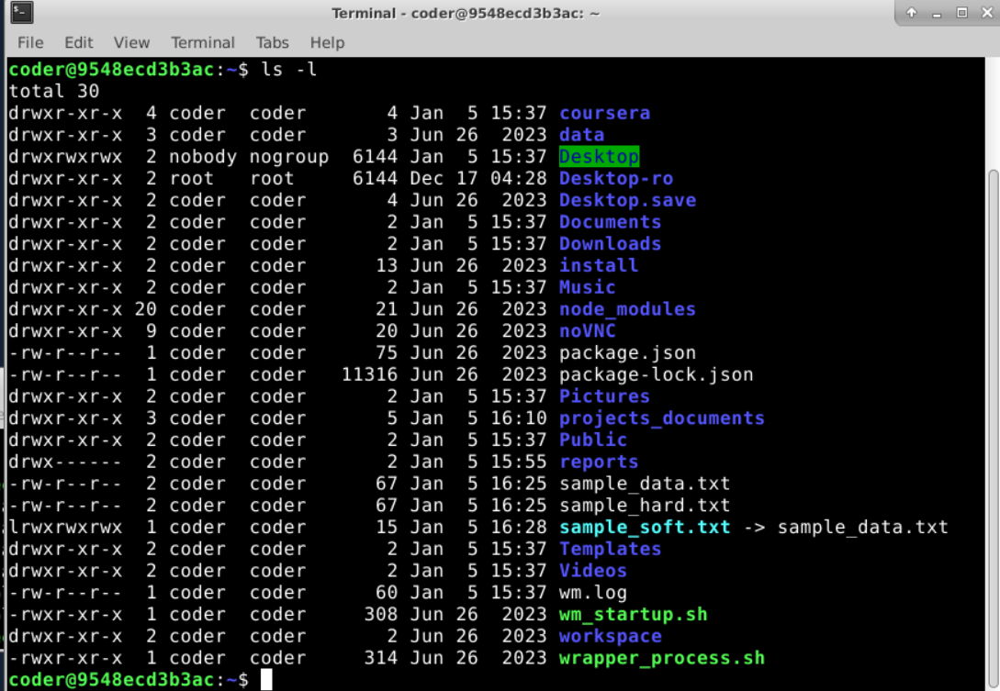 Terminal - coder@9548ecd3b3ac: ~
File Edit View Terminal Tabs Help
coder@9548ecd3b3ac:~$ ls -l
total 30
drwxr-xr-x  4 coder  coder       4 Jan  5 15:37 coursera
drwxr-xr-x  3 coder  coder       3 Jun 26  2023 data
drwxrwxrwx  2 nobody nogroup  6144 Jan  5 15:37 Desktop
drwxr-xr-x  2 root   root     6144 Dec 17 04:28 Desktop-ro
drwxr-xr-x  2 coder  coder       4 Jun 26  2023 Desktop.save
drwxr-xr-x  2 coder  coder       2 Jan  5 15:37 Documents
drwxr-xr-x  2 coder  coder       2 Jan  5 15:37 Downloads
drwxr-xr-x  2 coder  coder      13 Jun 26  2023 install
drwxr-xr-x  2 coder  coder       2 Jan  5 15:37 Music
drwxr-xr-x 20 coder  coder      21 Jun 26  2023 node_modules
drwxr-xr-x  9 coder  coder      20 Jun 26  2023 noVNC
-rw-r--r--  1 coder  coder      75 Jun 26  2023 package.json
-rw-r--r--  1 coder  coder   11316 Jun 26  2023 package-lock.json
drwxr-xr-x  2 coder  coder       2 Jan  5 15:37 Pictures
drwxr-xr-x  3 coder  coder       5 Jan  5 16:10 projects_documents
drwxr-xr-x  2 coder  coder       2 Jan  5 15:37 Public
drwx------  2 coder  coder       2 Jan  5 15:55 reports
-rw-r--r--  2 coder  coder      67 Jan  5 16:25 sample_data.txt
-rw-r--r--  2 coder  coder      67 Jan  5 16:25 sample_hard.txt
lrwxrwxrwx  1 coder  coder      15 Jan  5 16:28 sample_soft.txt -> sample_data.txt
drwxr-xr-x  2 coder  coder       2 Jan  5 15:37 Templates
drwxr-xr-x  2 coder  coder       2 Jan  5 15:37 Videos
-rw-r--r--  1 coder  coder      60 Jan  5 15:37 wm.log
-rwxr-xr-x  1 coder  coder     308 Jun 26  2023 wm_startup.sh
drwxr-xr-x  2 coder  coder       2 Jun 26  2023 workspace
-rwxr-xr-x  1 coder  coder     314 Jun 26  2023 wrapper_process.sh
coder@9548ecd3b3ac:~$